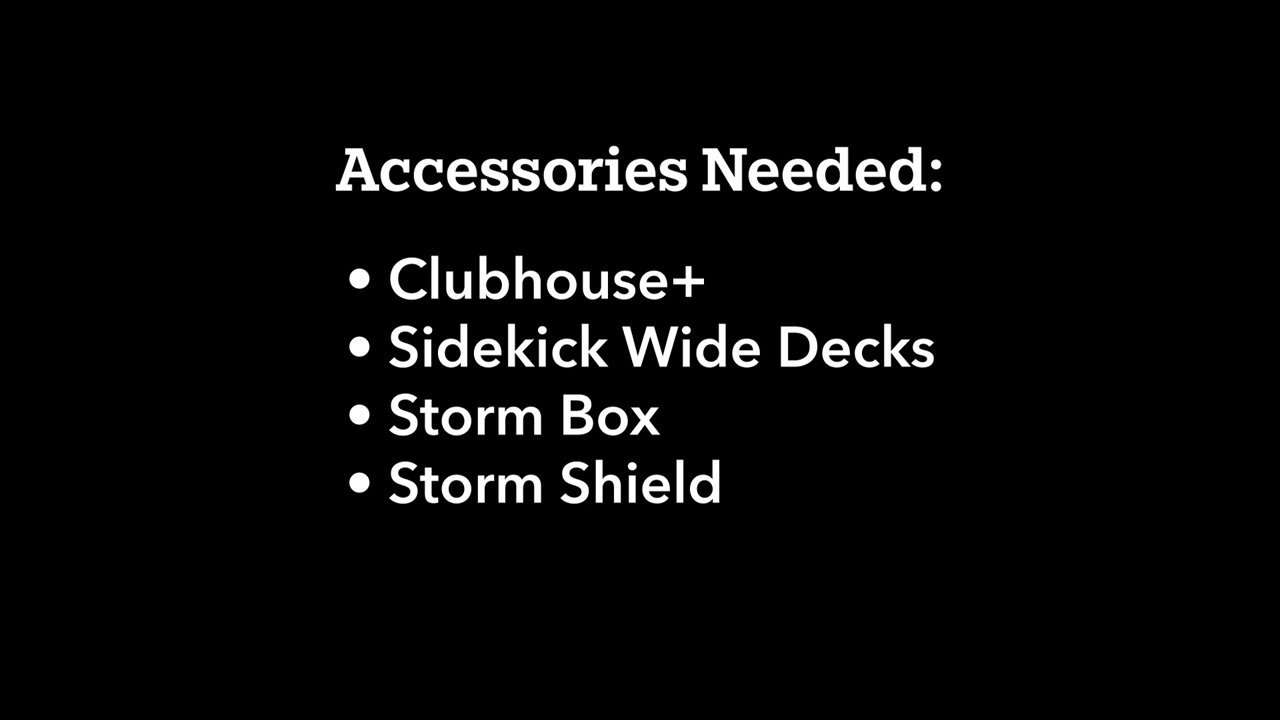 Accessories Needed:
• Clubhouse+
• Sidekick Wide Decks
• Storm Box
• Storm Shield